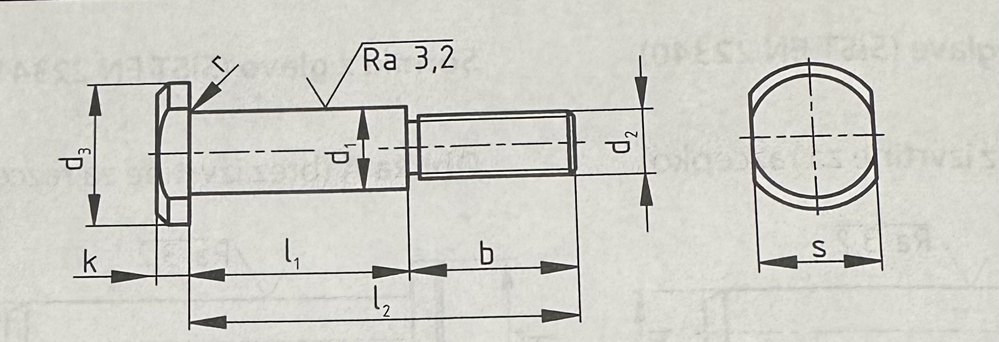 r
Ra 3,2
d₃
d₁
d₂
k
l₁
b
s
l₂